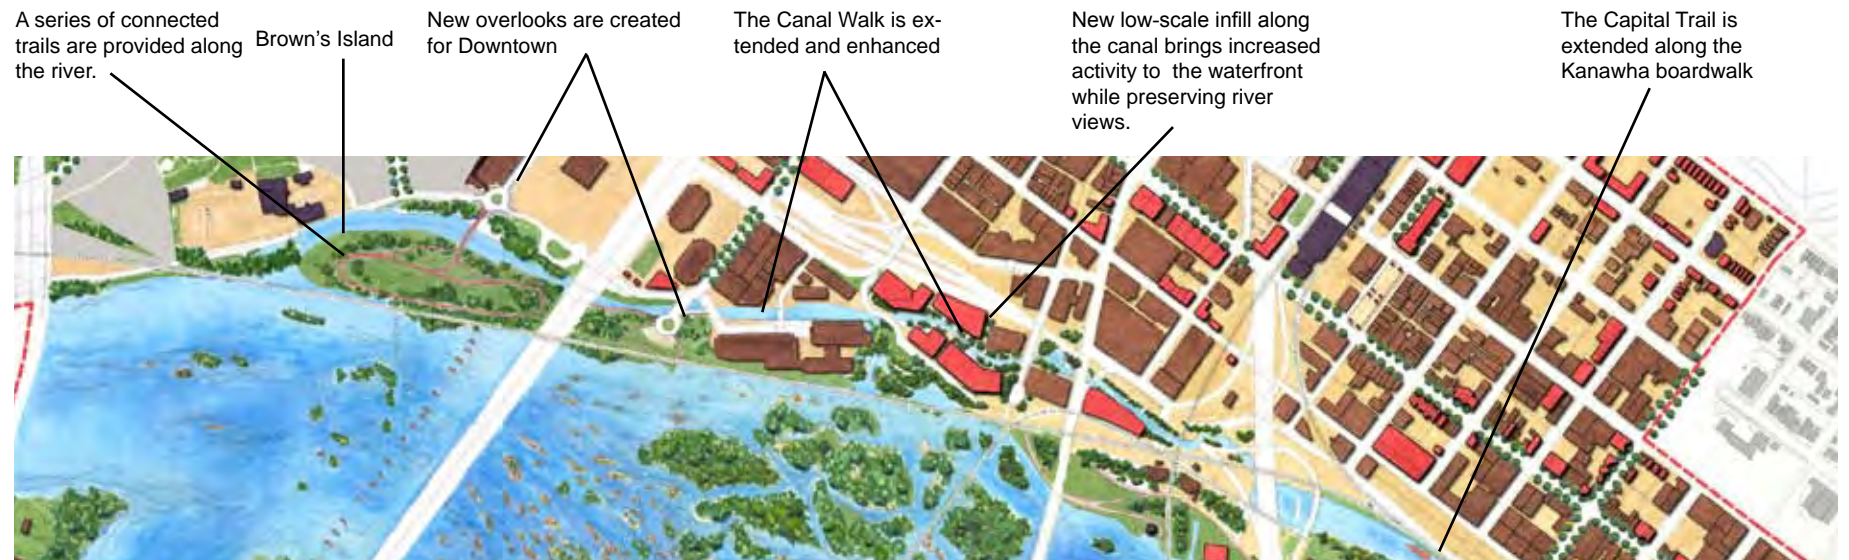 A series of connected
trails are provided along
the river.
Brown's Island
New overlooks are created
for Downtown
The Canal Walk is ex-
tended and enhanced
New low-scale infill along
the canal brings increased
activity to  the waterfront
while preserving river
views.
The Capital Trail is
extended along the
Kanawha boardwalk